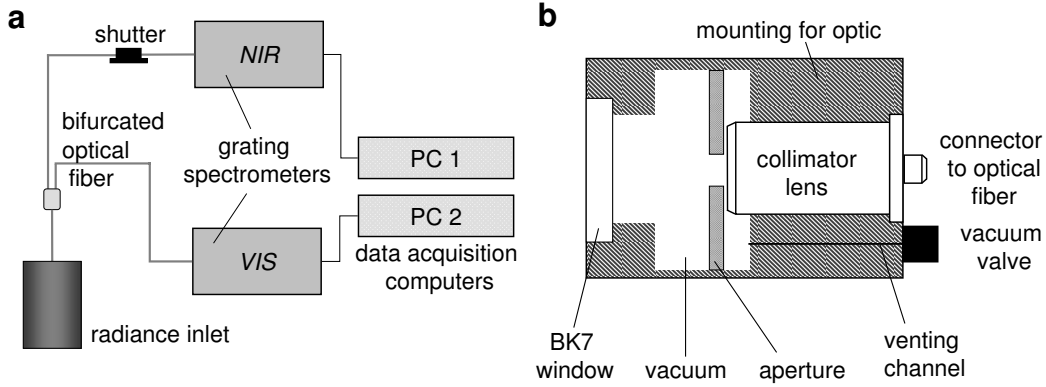 a
shutter
NIR
bifurcated
optical
fiber
grating
spectrometers
PC 1
PC 2
VIS
data acquisition
computers
radiance inlet
b
mounting for optic
collimator
lens
connector
to optical
fiber
vacuum
valve
BK7
window
vacuum
aperture
venting
channel